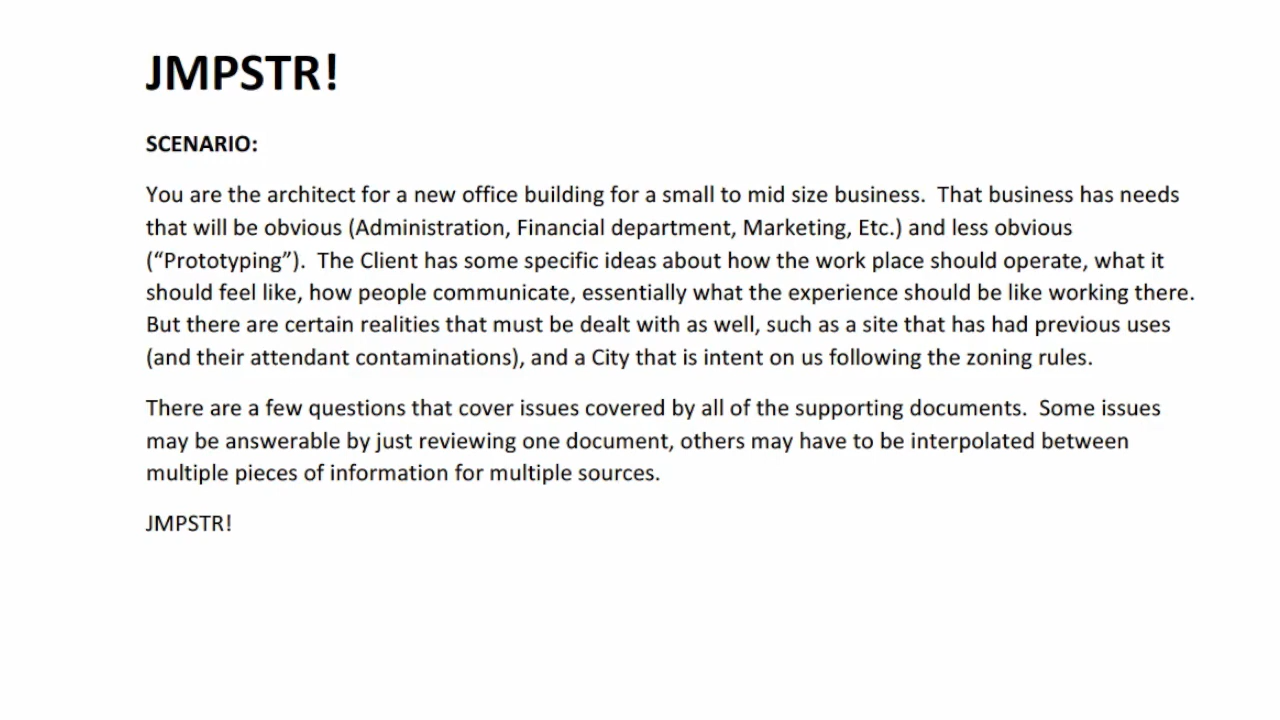 JMPSTR!
SCENARIO:
You are the architect for a new office building for a small to mid size business.  That business has needs
that will be obvious (Administration, Financial department, Marketing, Etc.) and less obvious
(“Prototyping”).  The Client has some specific ideas about how the work place should operate, what it
should feel like, how people communicate, essentially what the experience should be like working there.
But there are certain realities that must be dealt with as well, such as a site that has had previous uses
(and their attendant contaminations), and a City that is intent on us following the zoning rules.
There are a few questions that cover issues covered by all of the supporting documents.  Some issues
may be answerable by just reviewing one document, others may have to be interpolated between
multiple pieces of information for multiple sources.
JMPSTR!